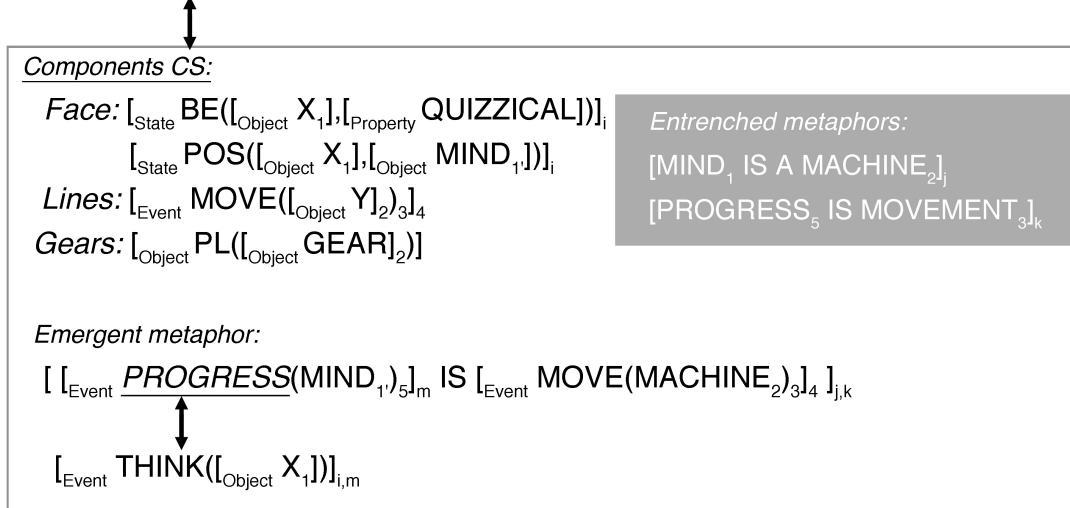 Components CS:
Face: [State BE([Object X1],[Property QUIZZICAL])]i
[State POS([Object X1],[Object MIND1'])]i
Lines: [Event MOVE([Object Y]2)3]4
Gears: [Object PL([Object GEAR]2)]
Entrenched metaphors:
[MIND1 IS A MACHINE2]j
[PROGRESS5 IS MOVEMENT3]k
Emergent metaphor:
[ [Event PROGRESS(MIND1')5]m IS [Event MOVE(MACHINE2)3]4 ]j,k
[Event THINK([Object X1])]i,m